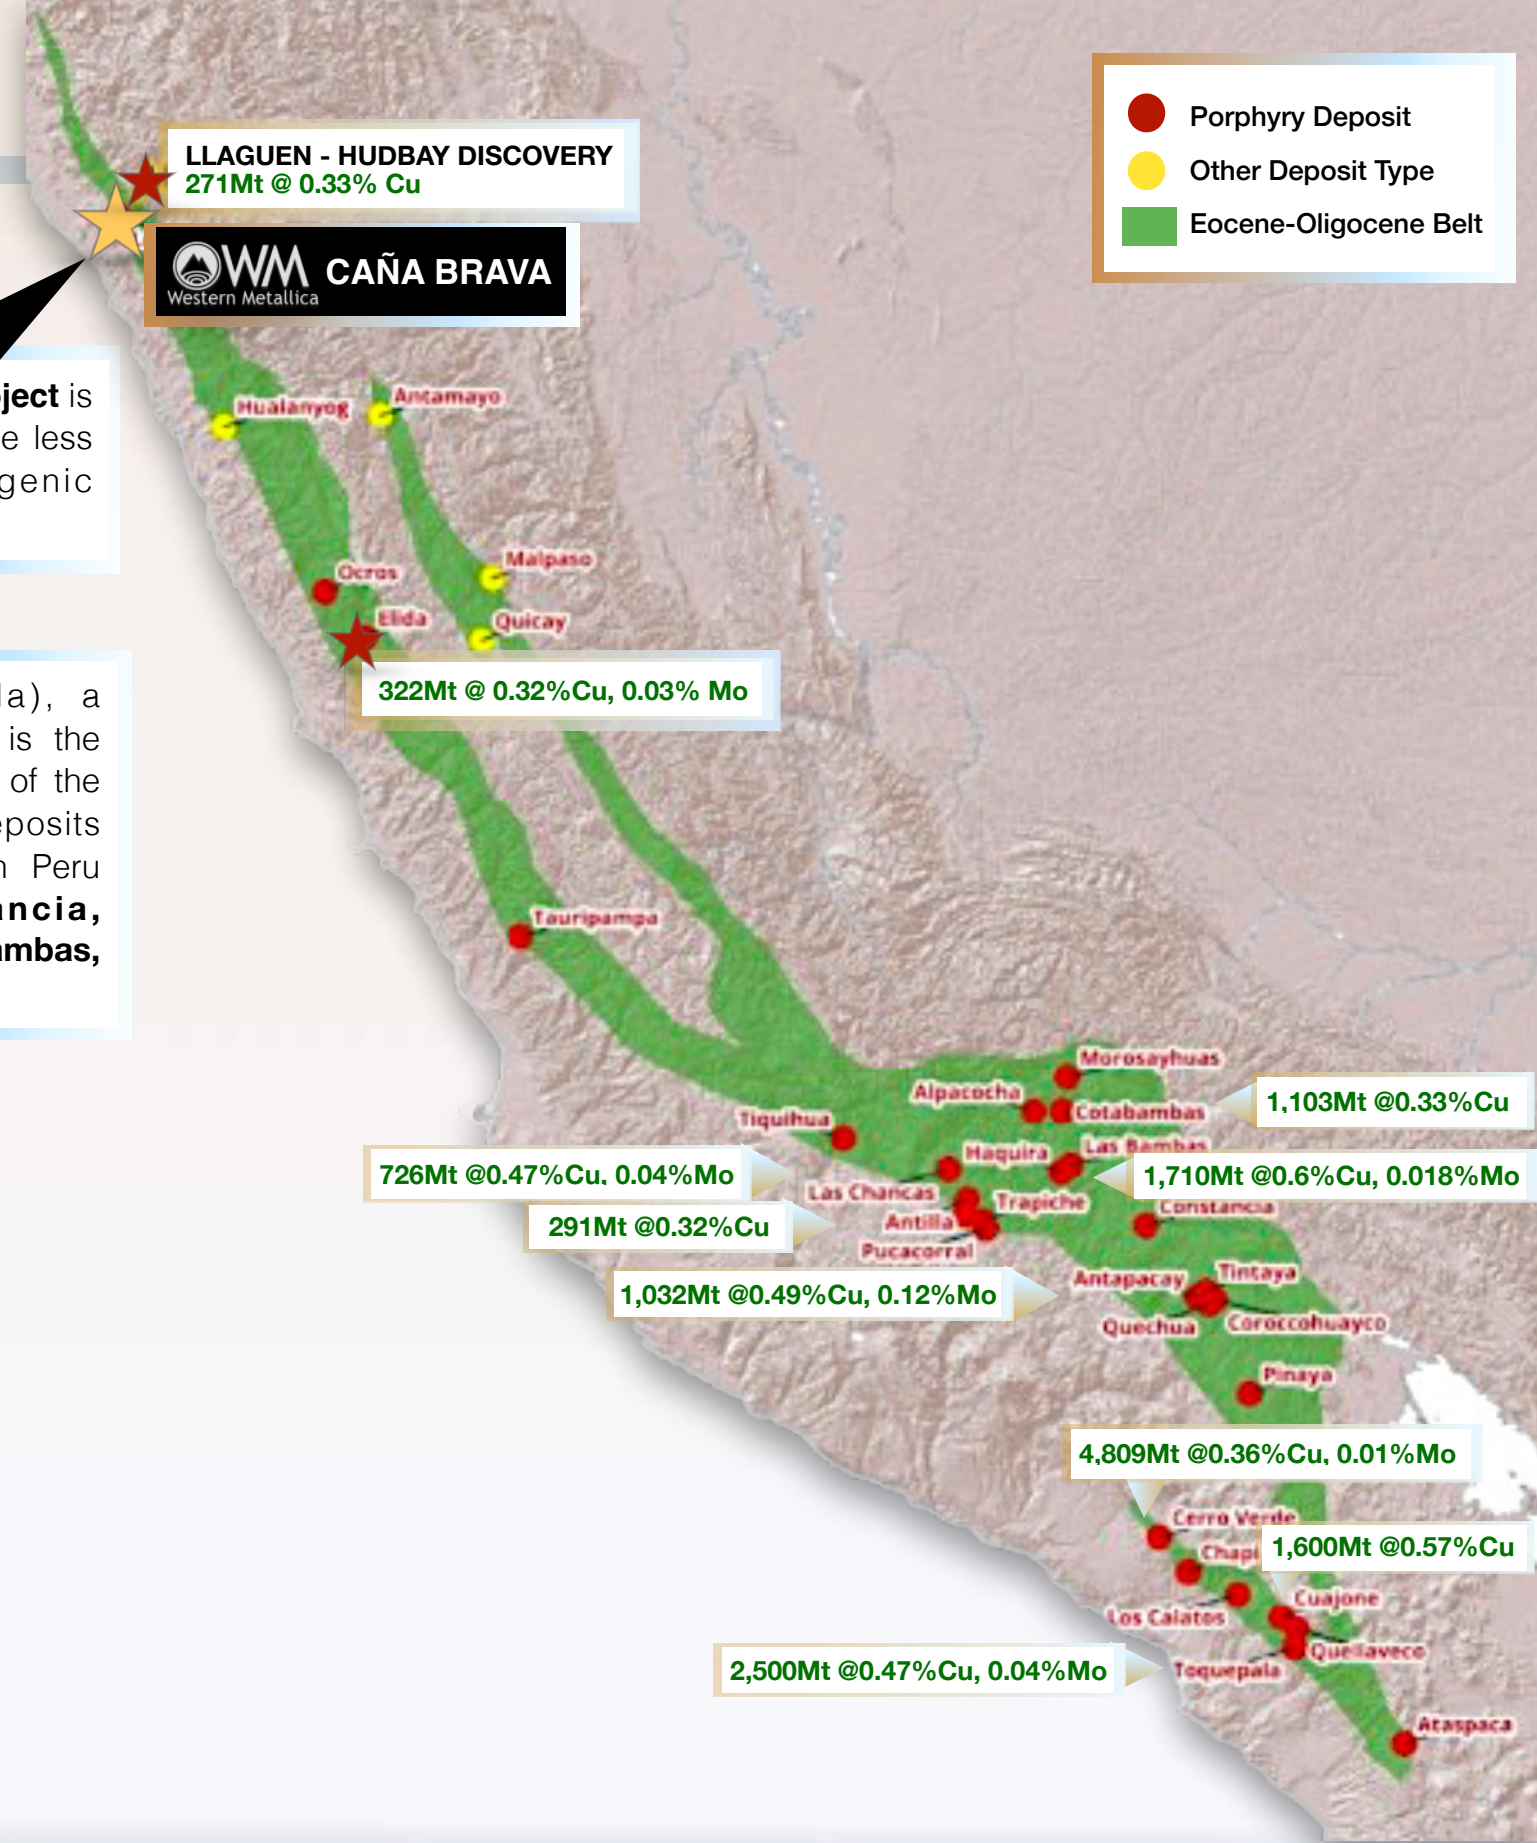 Porphyry Deposit
Other Deposit Type
Eocene-Oligocene Belt
LLAGUEN - HUDBAY DISCOVERY
271Mt @ 0.33% Cu
WM
Western Metallica
CAÑA BRAVA
ject is
e less
genic
Hualanyog
Antamayo
Malpaso
Ocros
Elida
Quicay
322Mt @ 0.32%Cu, 0.03% Mo
la), a
is the
of the
eposits
n Peru
ancia,
ambas,
Tauripampa
Morosayhuas
Alpacocha
Cotabambas
1,103Mt @0.33%Cu
Tiquihua
Haquira
Las Bambas
726Mt @0.47%Cu, 0.04%Mo
1,710Mt @0.6%Cu, 0.018%Mo
Las Chancas
Trapiche
Constancia
291Mt @0.32%Cu
Antilla
Pucacorral
Antapacay
Tintaya
1,032Mt @0.49%Cu, 0.12%Mo
Quechua
Coroccohuayco
Pinaya
4,809Mt @0.36%Cu, 0.01%Mo
Cerro Verde
Chapi
1,600Mt @0.57%Cu
Los Calatos
Cuajone
Quellaveco
2,500Mt @0.47%Cu, 0.04%Mo
Toquepala
Ataspaca